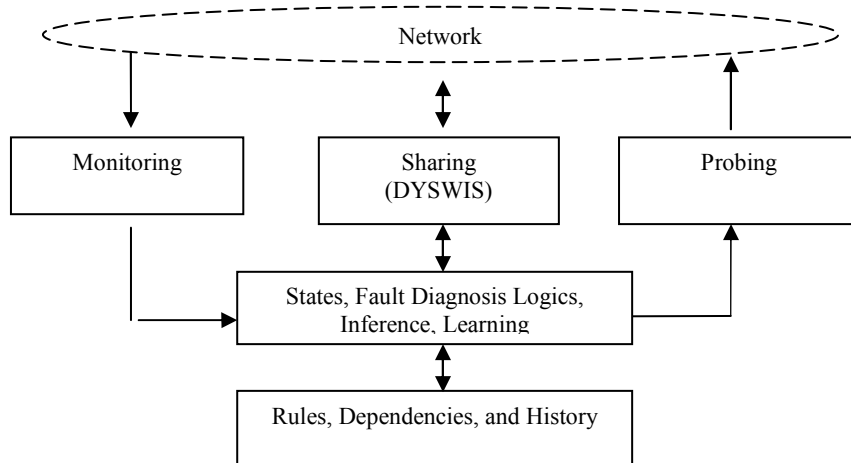 Network
Monitoring
Sharing
(DYSWIS)
Probing
States, Fault Diagnosis Logics,
Inference, Learning
Rules, Dependencies, and History